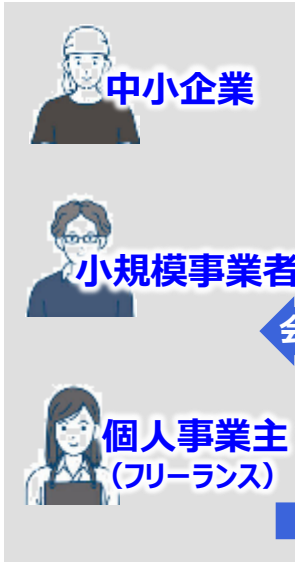 中小企業
小規模事業者
会
個人事業主
（フリーランス）